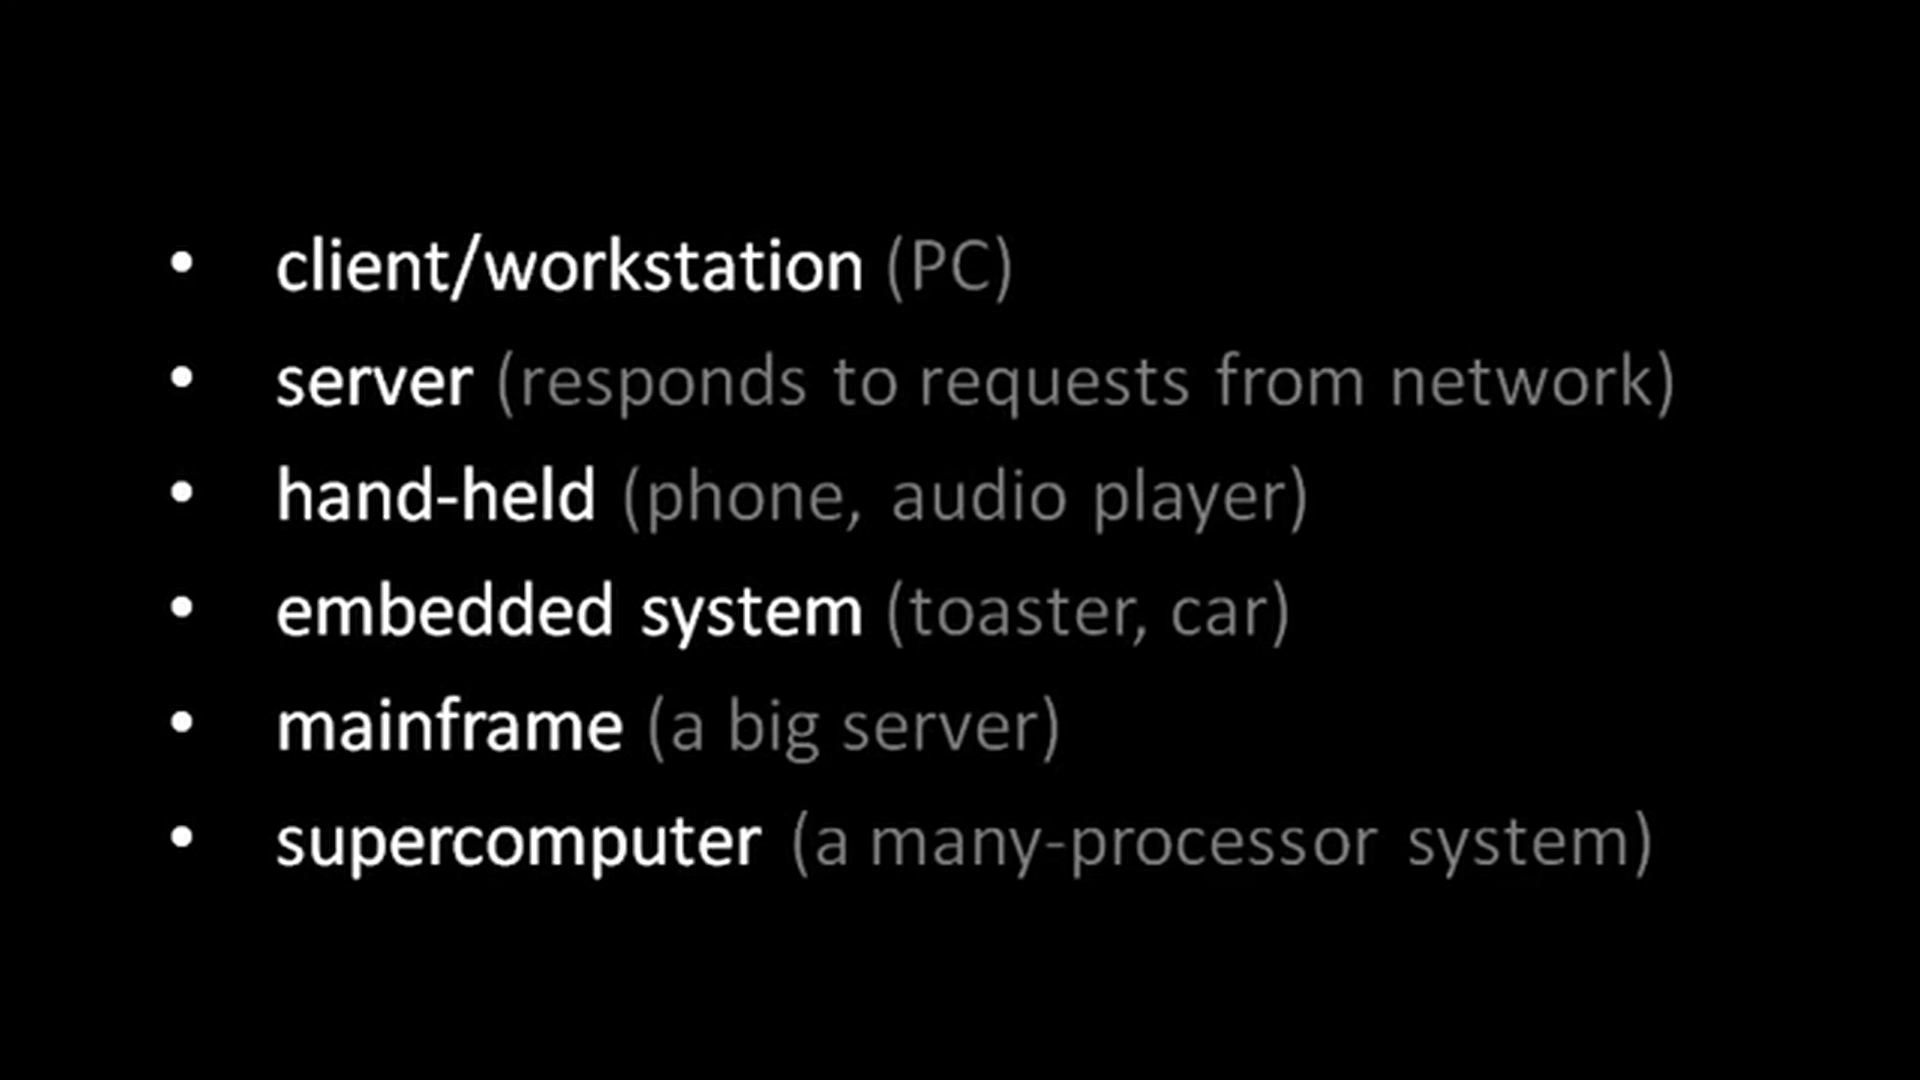 • client/workstation (PC)
• server (responds to requests from network)
• hand-held (phone, audio player)
• embedded system (toaster, car)
• mainframe (a big server)
• supercomputer (a many-processor system)